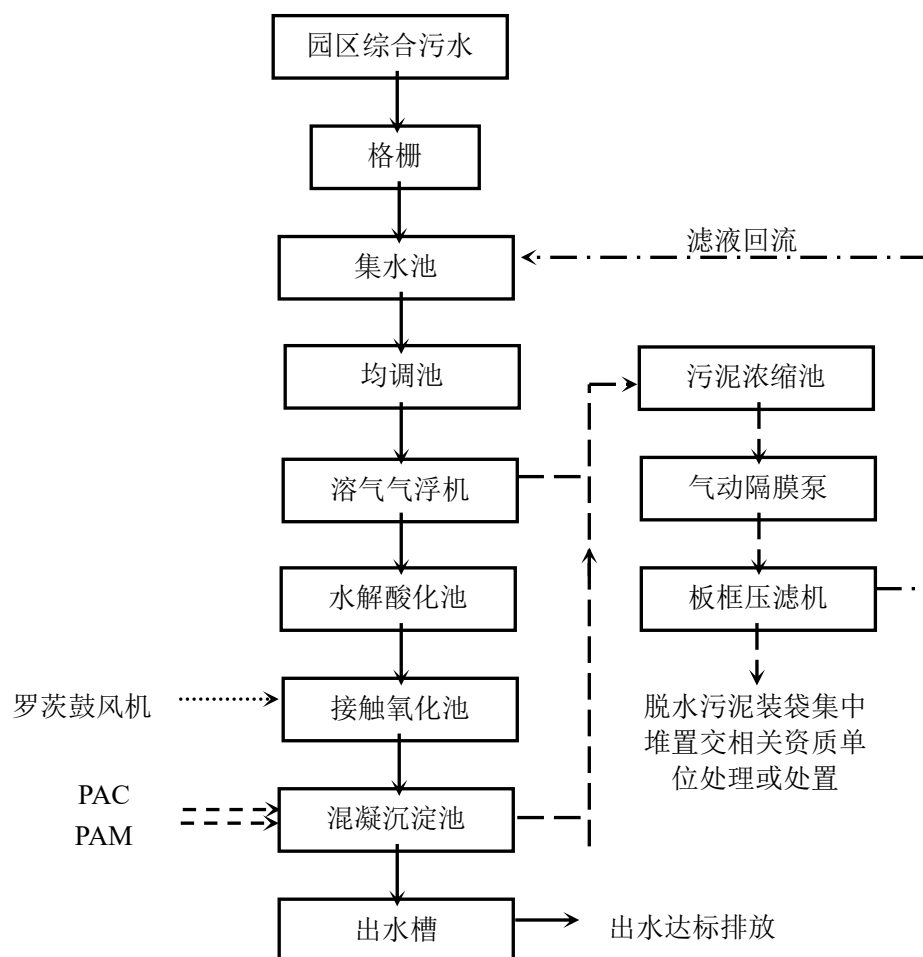 园区综合污水
格栅
滤液回流
集水池
均调池
污泥浓缩池
溶气气浮机
气动隔膜泵
水解酸化池
板框压滤机
罗茨鼓风机
接触氧化池
脱水污泥装袋集中
堆置交相关资质单
位处理或处置
PAC
PAM
混凝沉淀池
出水槽
出水达标排放